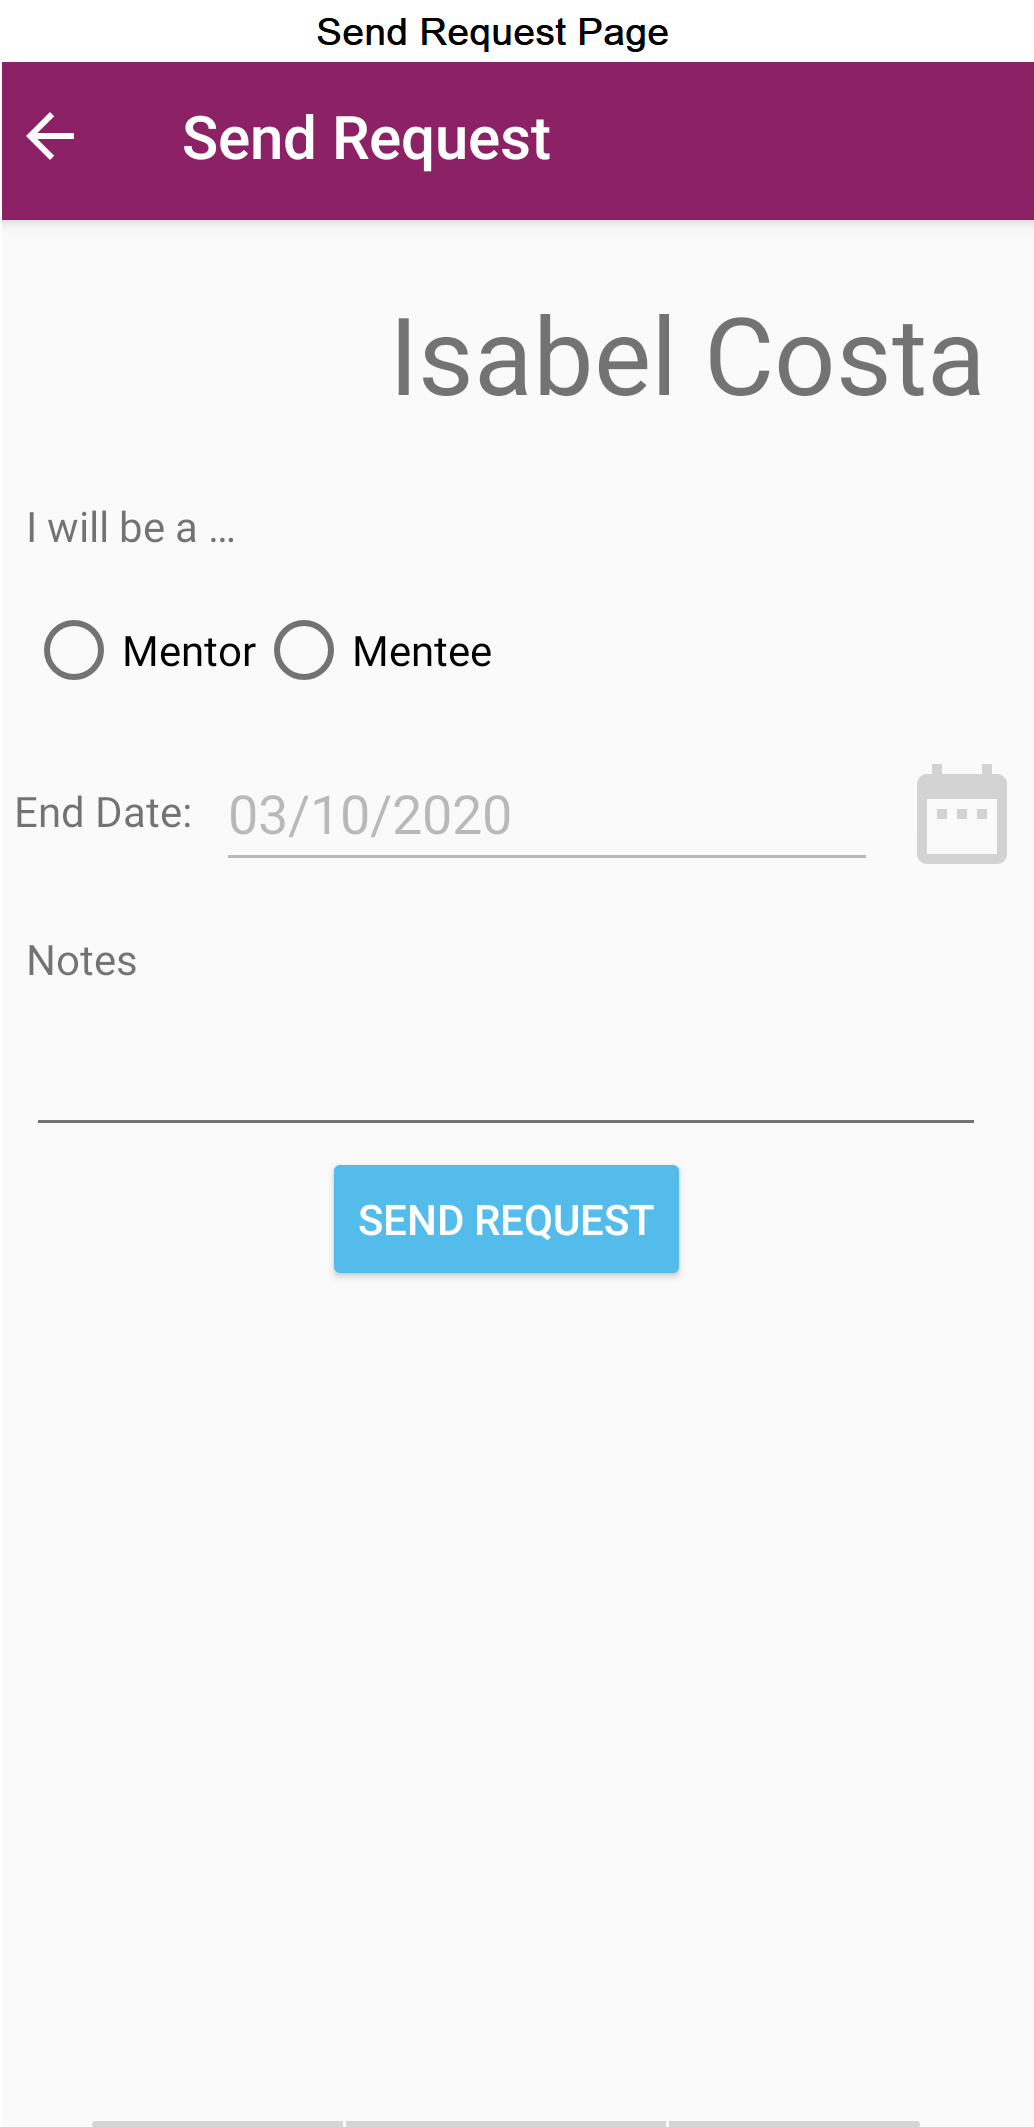 Send Request Page
Send Request
Isabel Costa
I will be a ...
Mentor Mentee
End Date: 03/10/2020
Notes
SEND REQUEST